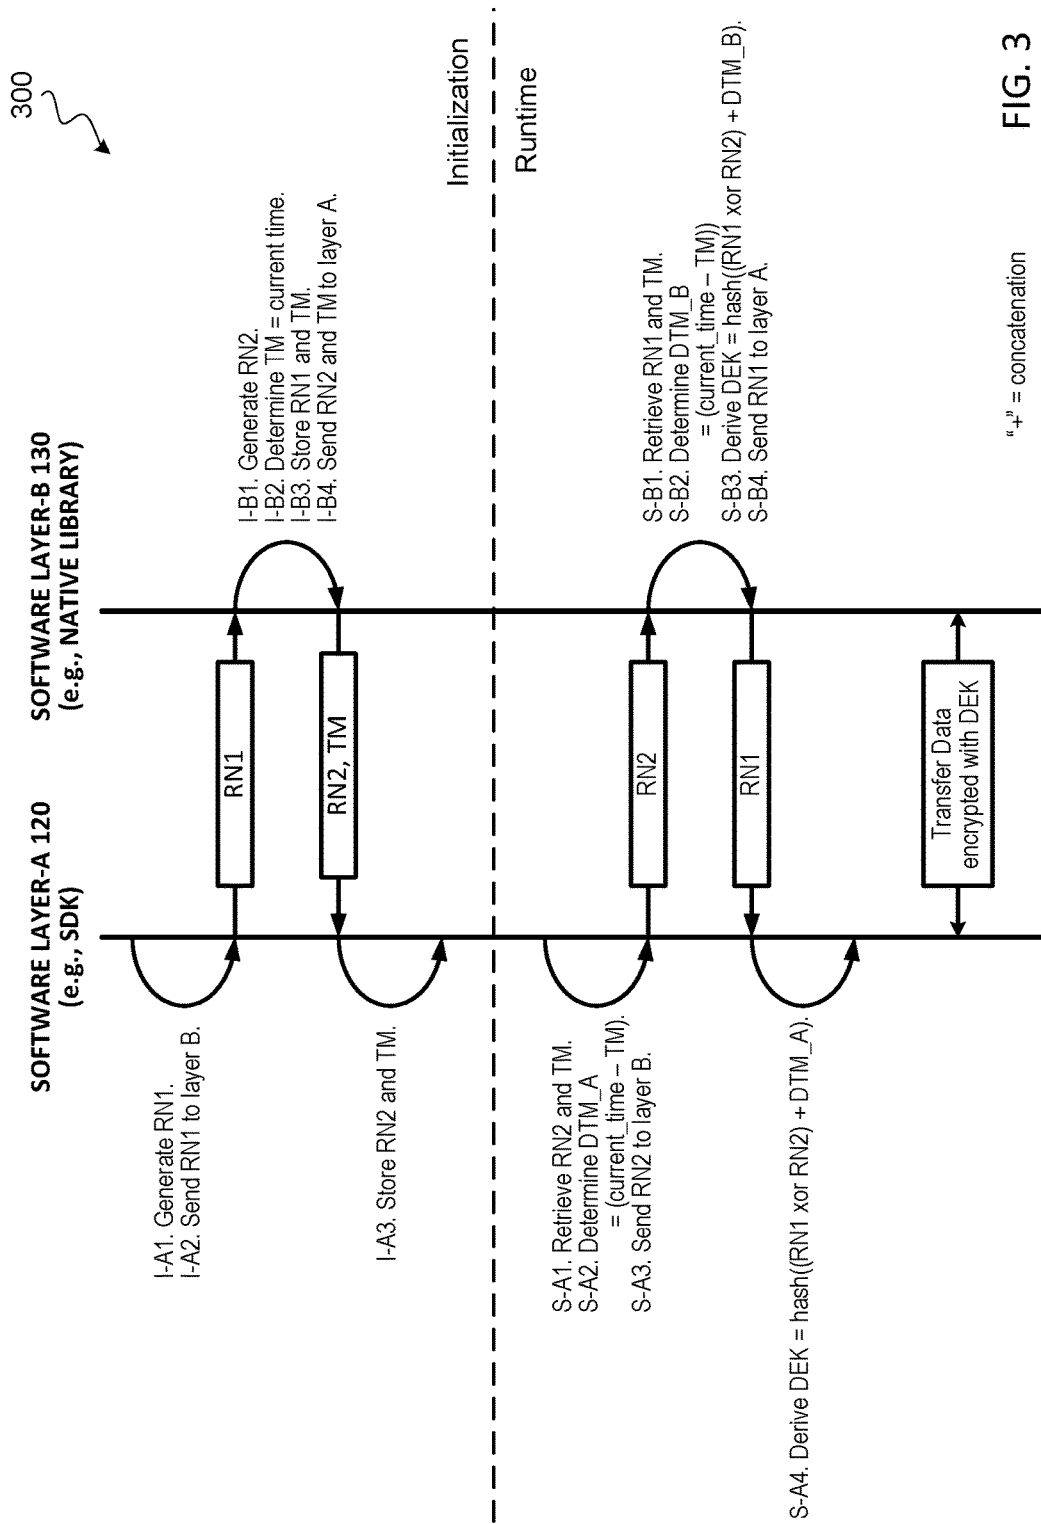 300
SOFTWARE LAYER-A 120
(e.g., SDK)
SOFTWARE LAYER-B 130
(e.g., NATIVE LIBRARY)
I-A1. Generate RN1.
I-A2. Send RN1 to layer B.
RN1
I-B1. Generate RN2.
I-B2. Determine TM = current time.
I-B3. Store RN1 and TM.
I-B4. Send RN2 and TM to layer A.
RN2, TM
I-A3. Store RN2 and TM.
Initialization
Runtime
S-A1. Retrieve RN2 and TM.
S-A2. Determine DTM_A
= (current_time – TM).
S-A3. Send RN2 to layer B.
RN2
S-B1. Retrieve RN1 and TM.
S-B2. Determine DTM_B
= (current_time – TM))
S-B3. Derive DEK = hash((RN1 xor RN2) + DTM_B).
S-B4. Send RN1 to layer A.
RN1
S-A4. Derive DEK = hash((RN1 xor RN2) + DTM_A).
Transfer Data
encrypted with DEK
"+" = concatenation
FIG. 3